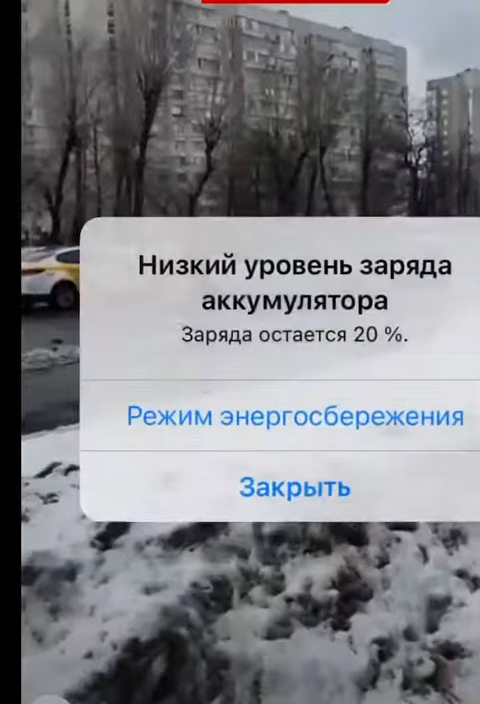 Низкий уровень заряда
аккумулятора
Заряда остается 20 %.
Режим энергосбережения
Закрыть